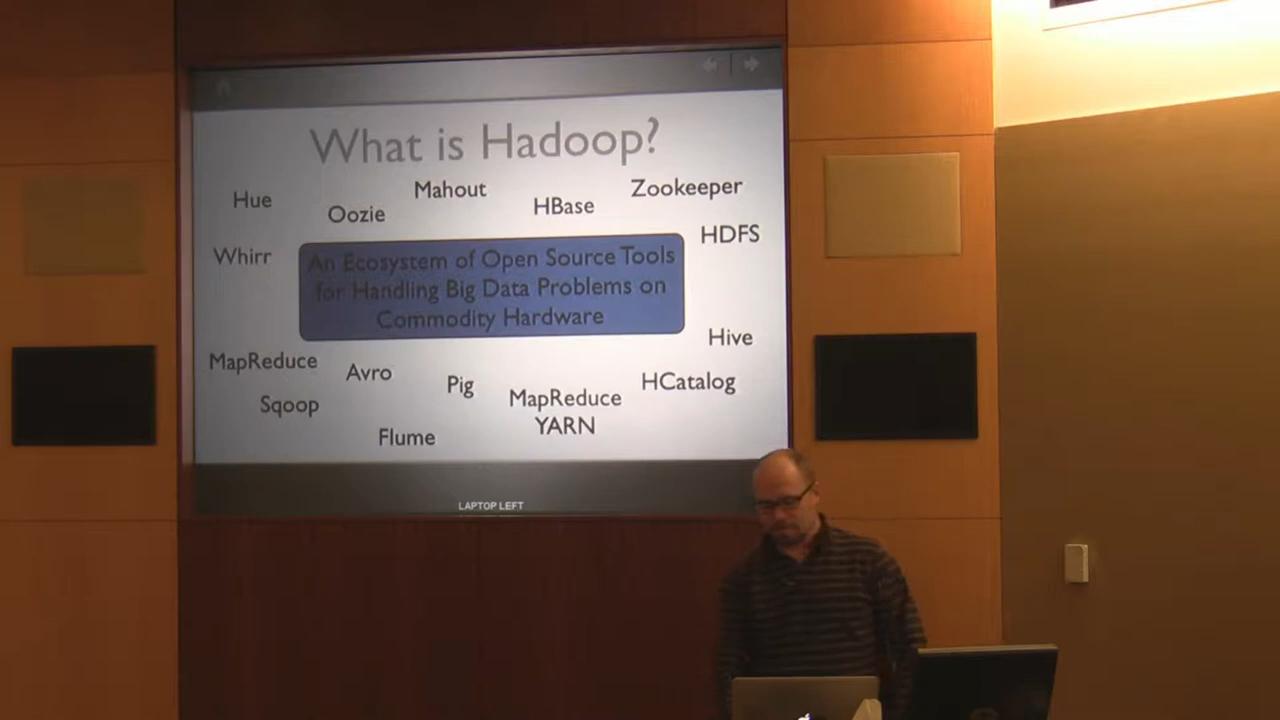 What is Hadoop?
Hue
Oozie
Mahout
HBase
Zookeeper
HDFS
Whirr
An Ecosystem of Open Source Tools
for Handling Big Data Problems on
Commodity Hardware
Hive
MapReduce
Avro
Pig
MapReduce
YARN
HCatalog
Sqoop
Flume
LAPTOP LEFT